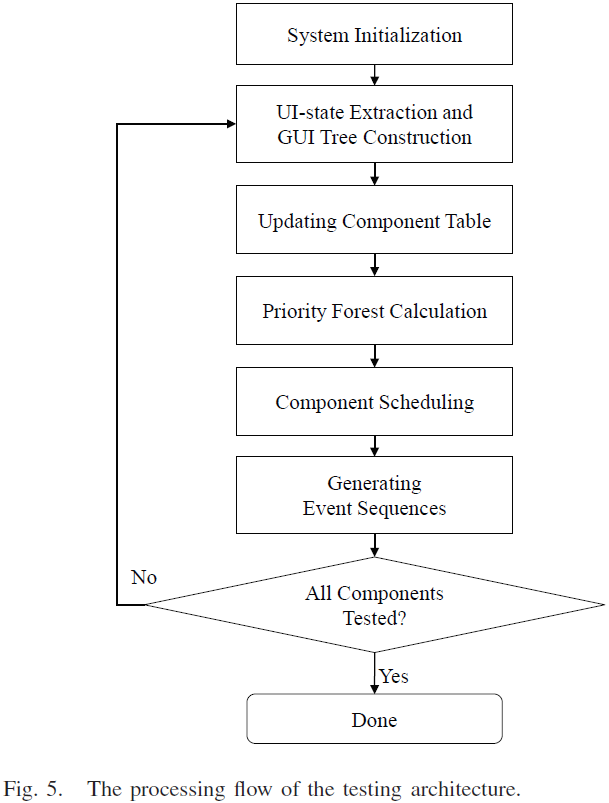 System Initialization
UI-state Extraction and
GUI Tree Construction
Updating Component Table
Priority Forest Calculation
Component Scheduling
Generating
Event Sequences
No
All Components
Tested?
Yes
Done
Fig. 5. The processing flow of the testing architecture.